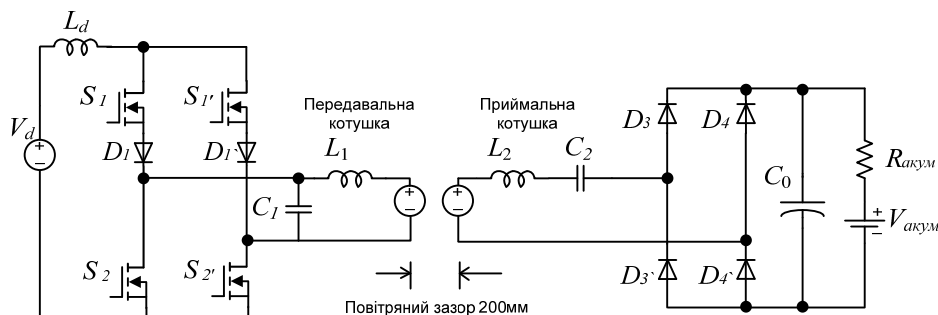 L_d
S_1
S_1'
V_d
D_1
D_1`
Передавальна
котушка
L_1
C_1
S_2
S_2'
Приймальна
котушка
L_2
C_2
D_3
D_4
D_3`
D_4`
C_0
R_акум
V_акум
Повітряний зазор 200мм